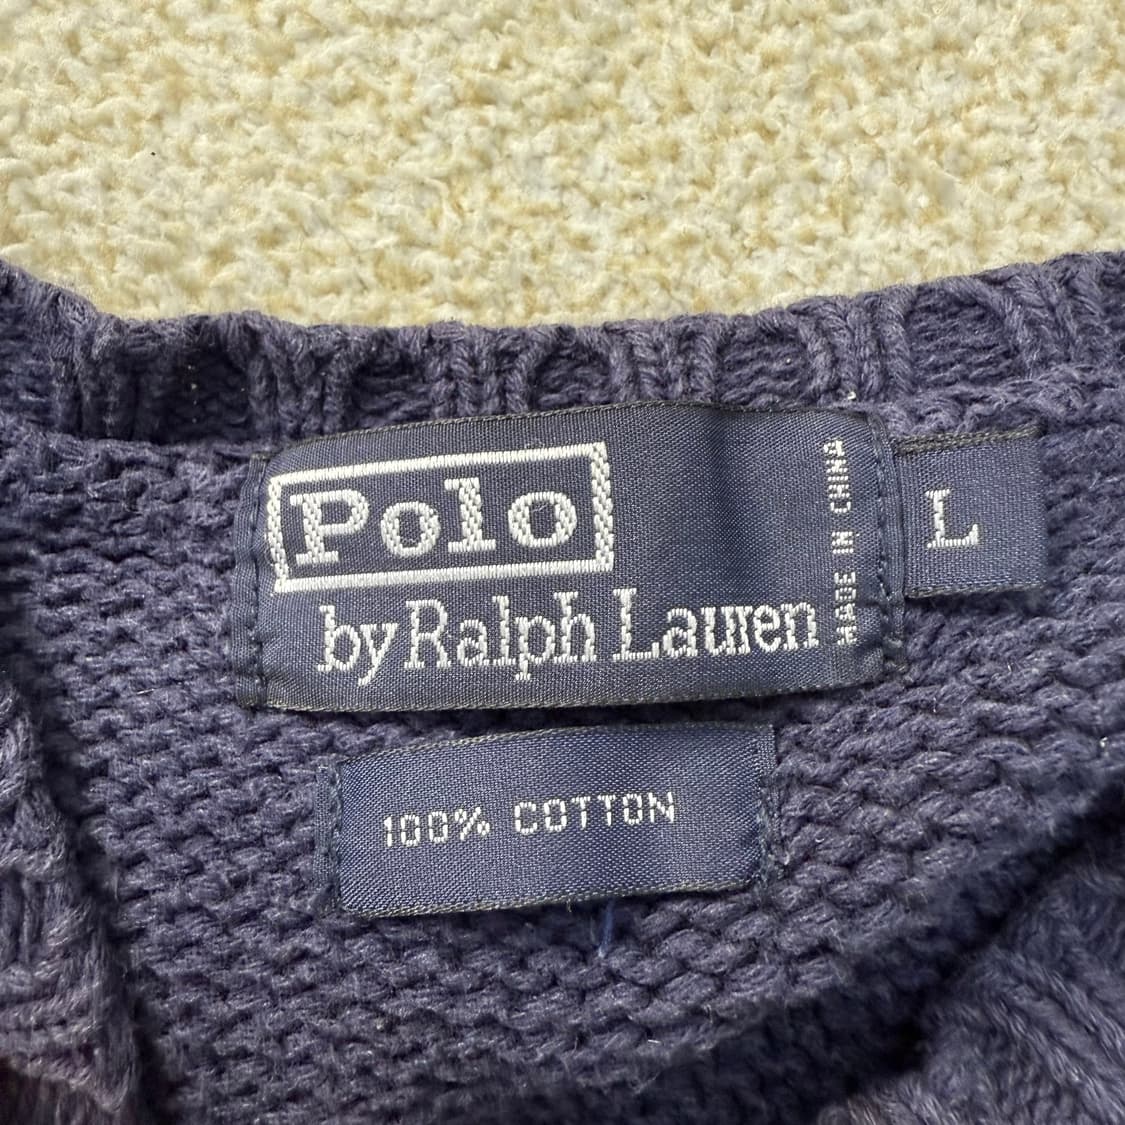 Polo
by Ralph Lauren
MADE IN CHINA
L
100% COTTON